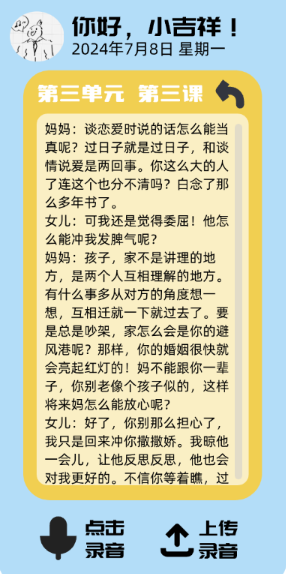 你好，小吉祥！
2024年7月8日 星期一
第三单元 第三课
妈妈：谈恋爱时说的话怎么能当
真呢？过日子就是过日子，和谈
情说爱是两回事。你这么大的人
了连这个也分不清吗？白念了那
么多年书了。
女儿：可我还是觉得委屈！他怎
么能冲我发脾气呢？
妈妈：孩子，家不是讲理的地
方，是两个人互相理解的地方。
有什么事多从对方的角度想一
想，互相迁就一下就过去了。要
是总是吵架，家怎么会是你的避
风港呢？那样，你的婚姻很快就
会亮起红灯的！妈不能跟你一辈
子，你别老像个孩子似的，这样
将来妈怎么能放心呢？
女儿：好了，你别那么担心了，
我只是回来冲你撒撒娇。我晾他
一会儿，让他反思反思，他也会
对我更好的。不信你等着瞧，过
点击
录音
上传
录音